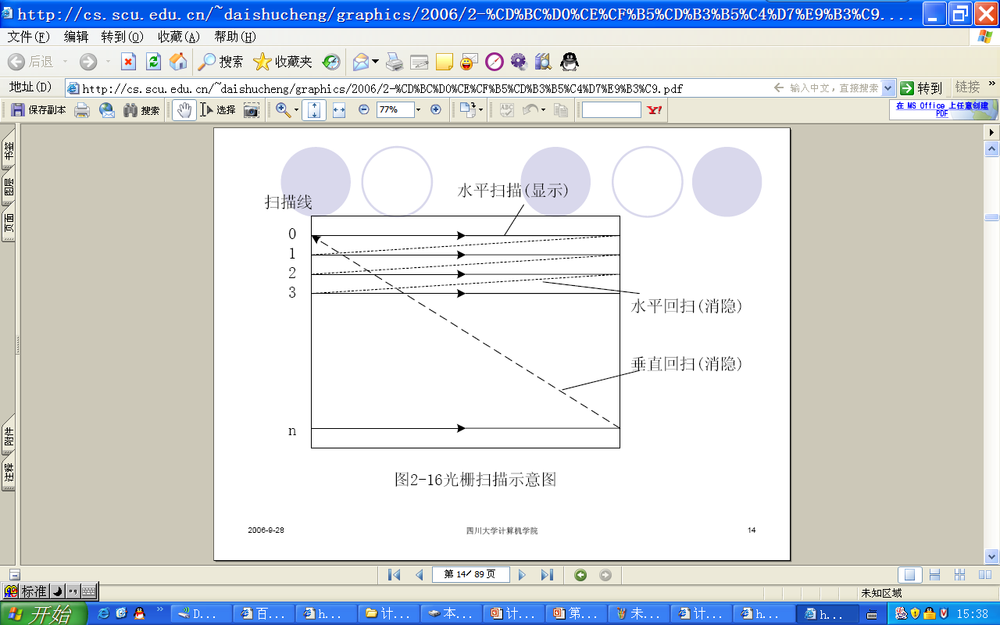 http://cs.scu.edu.cn/~daishucheng/graphics/2006/2-%CD%BC%D0%CE%CF%B5%CD%B3%B5%C4%D7%E9%B3%C9....
文件(F) 编辑 转到(O) 收藏(A) 帮助(H)
后退 搜索 收藏夹
地址(D) http://cs.scu.edu.cn/~daishucheng/graphics/2006/2-%CD%BC%D0%CE%CF%B5%CD%B3%B5%C4%D7%E9%B3%C9.pdf 输入中文，直接搜索 转到 链接 »
保存副本 搜索 选择 77% Y! 在 MS Office 上任意创建
PDF
书签
图层
页面
附件
注释
水平扫描(显示)
扫描线
0
1
2
3
水平回扫(消隐)
垂直回扫(消隐)
n
图2-16光栅扫描示意图
2006-9-28 四川大学计算机学院 14
第 14/ 89 页
标准
未知区域
开始 » D... 百... h... 计... 本... 计... 第... 未... 计... h... h... 15:38